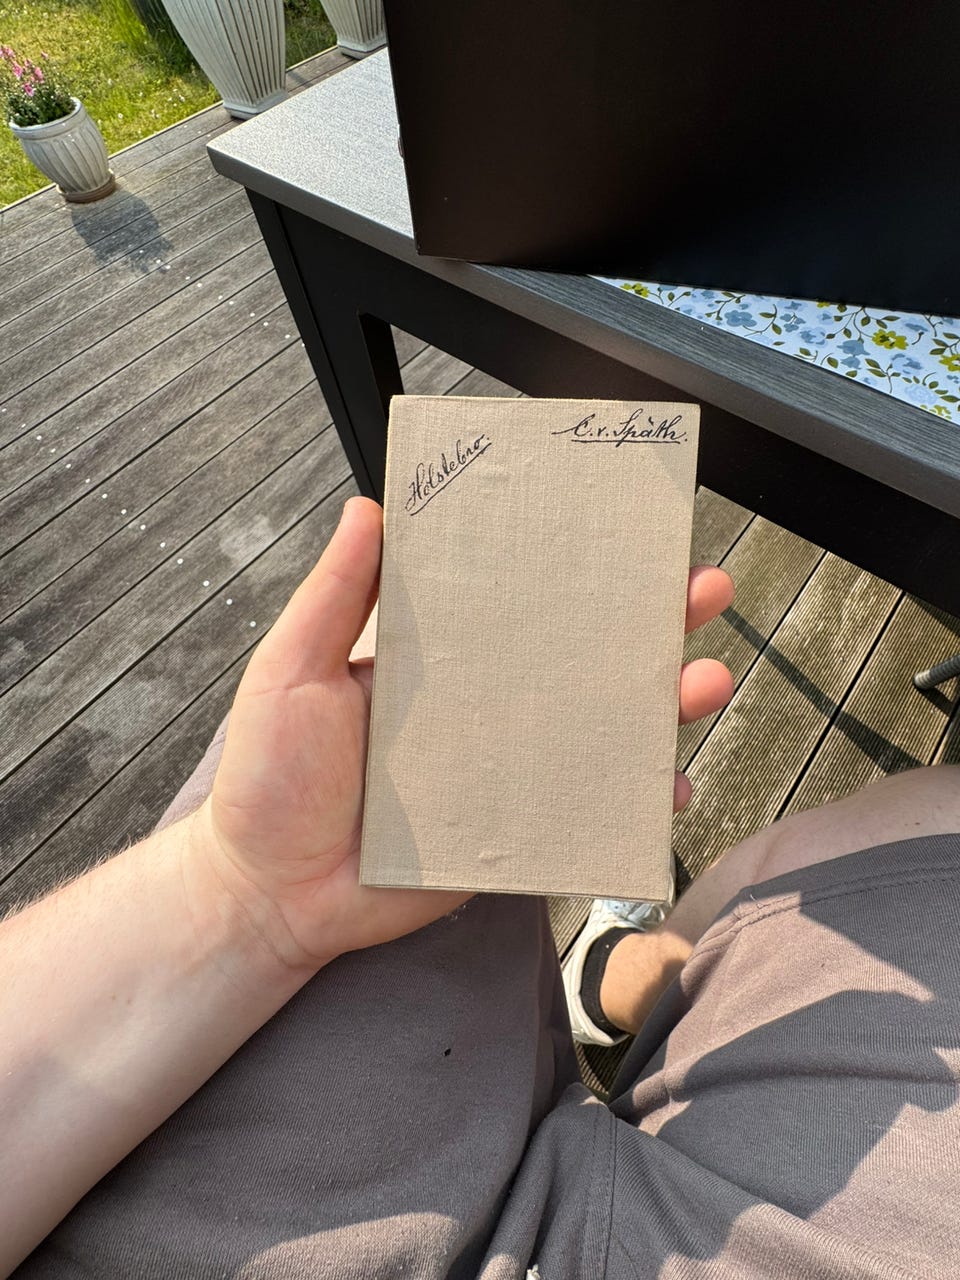 C. v. Späth.
Holstebro.